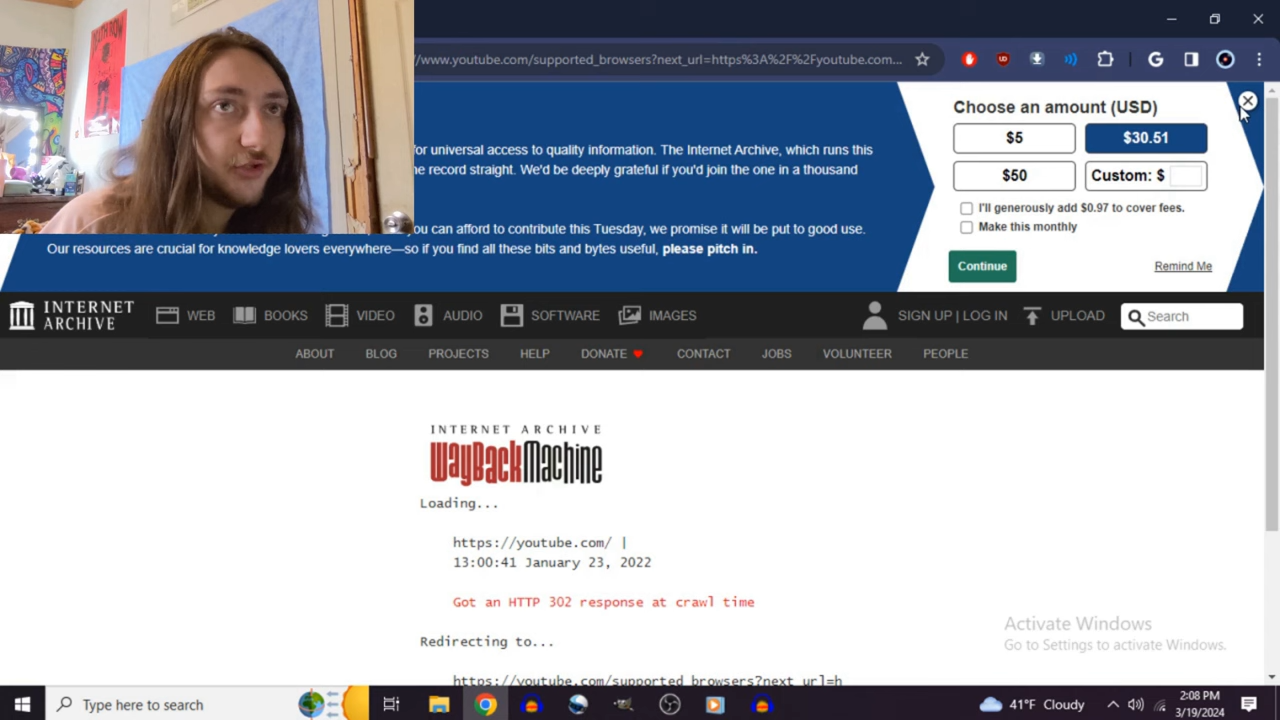 //www.youtube.com/supported_browsers?next_url=https%3A%2F%2Fyoutube.com...
for universal access to quality information. The Internet Archive, which runs this
e record straight. We'd be deeply grateful if you'd join the one in a thousand
you can afford to contribute this Tuesday, we promise it will be put to good use.
Our resources are crucial for knowledge lovers everywhere—so if you find all these bits and bytes useful, please pitch in.
Choose an amount (USD)
$5
$30.51
$50
Custom: $
I'll generously add $0.97 to cover fees.
Make this monthly
Continue
Remind Me
INTERNET ARCHIVE
WEB
BOOKS
VIDEO
AUDIO
SOFTWARE
IMAGES
SIGN UP | LOG IN
UPLOAD
Search
ABOUT
BLOG
PROJECTS
HELP
DONATE
CONTACT
JOBS
VOLUNTEER
PEOPLE
INTERNET ARCHIVE
WayBackMachine
Loading...
https://youtube.com/ |
13:00:41 January 23, 2022
Got an HTTP 302 response at crawl time
Redirecting to...
https://youtube.com/supported_browsers?next_url=h
Activate Windows
Go to Settings to activate Windows.
Type here to search
41°F Cloudy
2:08 PM
3/19/2024